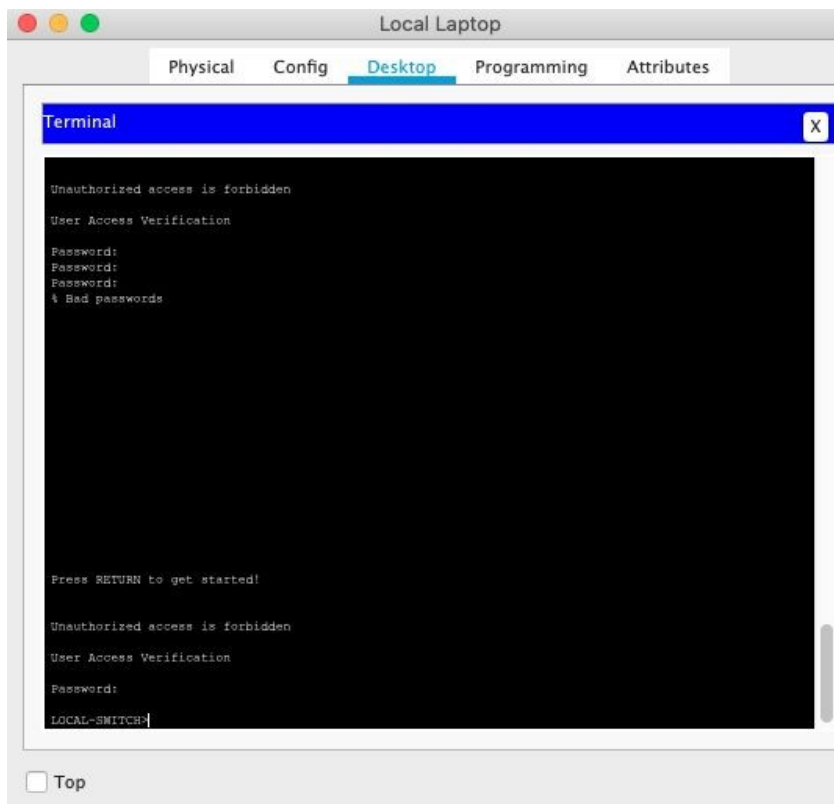 Local Laptop
Physical Config Desktop Programming Attributes
Terminal
X
Unauthorized access is forbidden
User Access Verification
Password:
Password:
Password:
% Bad passwords
Press RETURN to get started!
Unauthorized access is forbidden
User Access Verification
Password:
LOCAL-SWITCH>
Top